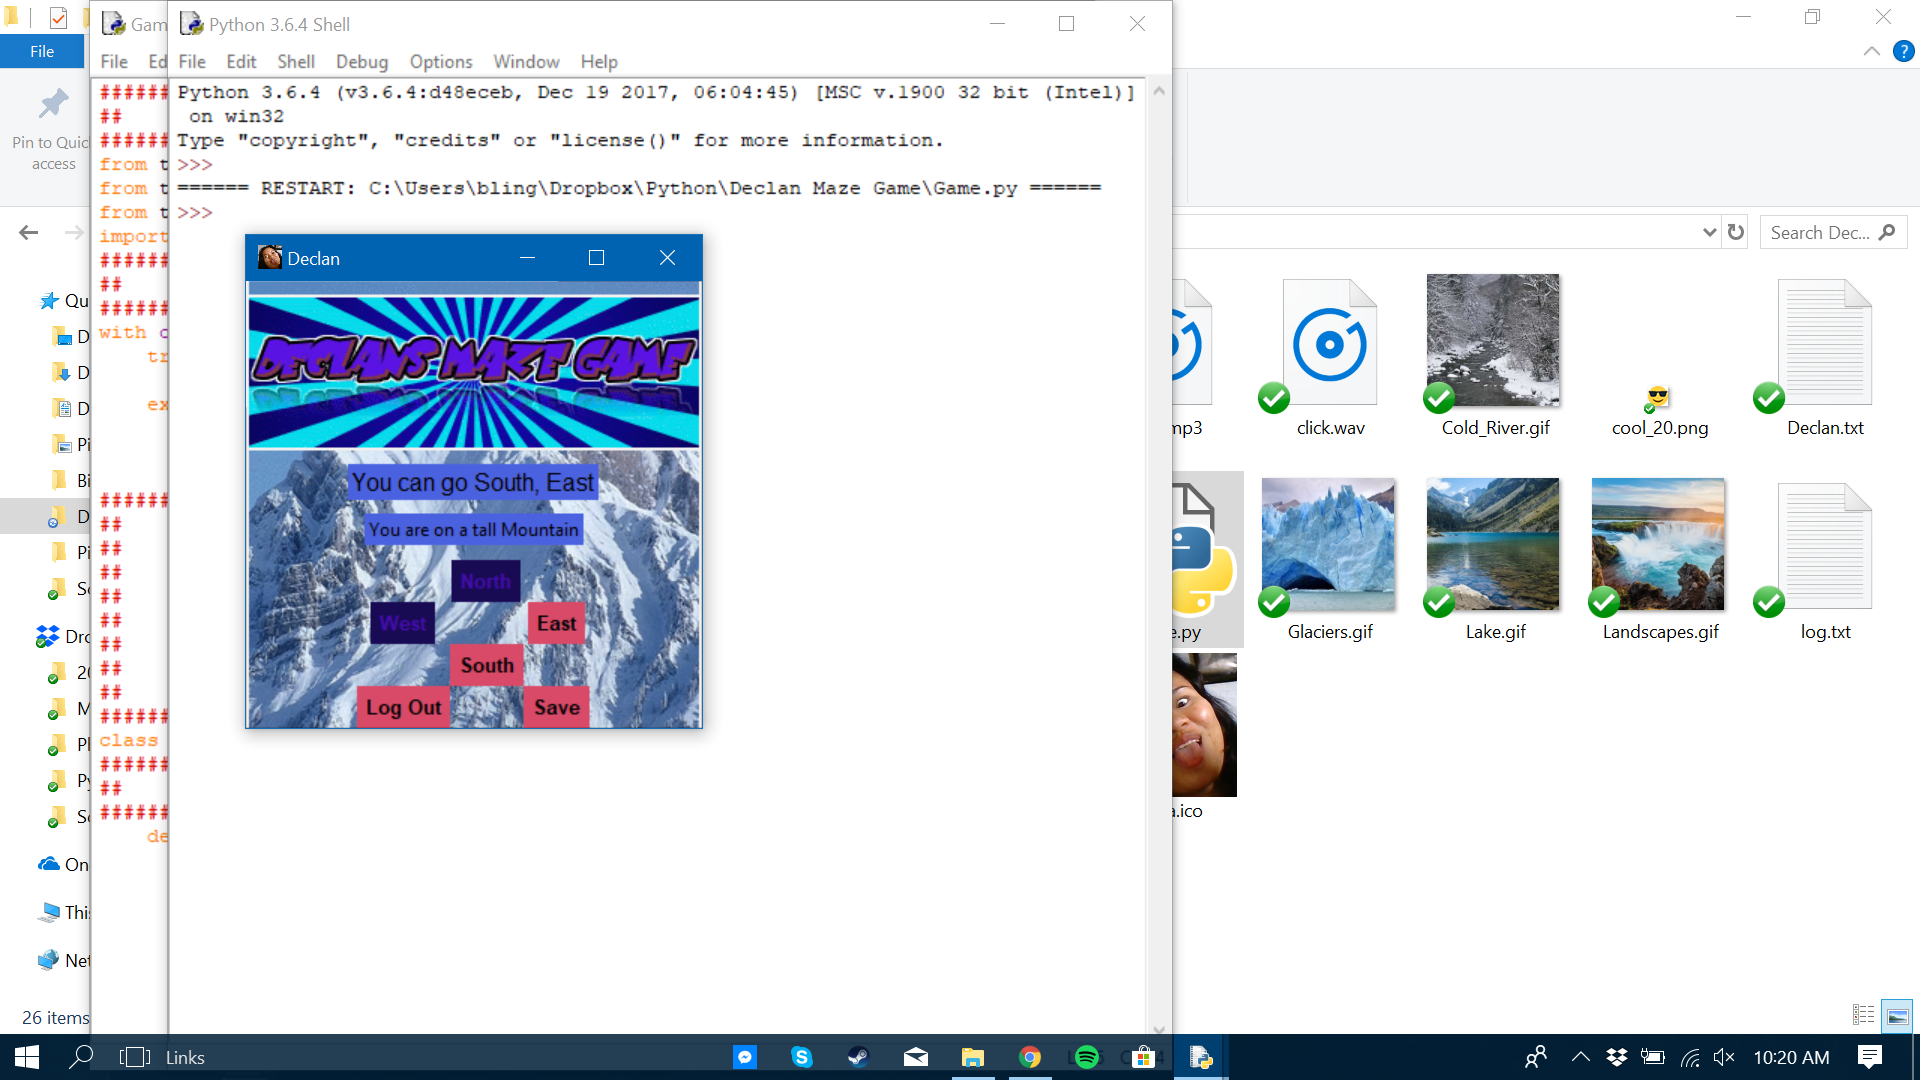 File
Pin to Quic
access
Qu
D
D
D
Pi
Bi
D
Pi
Sc
Dro
20
M
Pl
Py
Sc
On
This
Net
26 items
Gam
File Ed
#######
##
#######
from t
from t
from t
import
#######
##
#######
with c
tr
ex
#######
##
##
##
##
##
##
##
##
#######
class
#######
##
#######
de
Python 3.6.4 Shell
File Edit Shell Debug Options Window Help
Python 3.6.4 (v3.6.4:d48eceb, Dec 19 2017, 06:04:45) [MSC v.1900 32 bit (Intel)]
on win32
Type "copyright", "credits" or "license()" for more information.
>>>
====== RESTART: C:\Users\bling\Dropbox\Python\Declan Maze Game\Game.py ======
>>>
Declan
DECLANS MAZE GAME
You can go South, East
You are on a tall Mountain
North
West East
South
Log Out Save
Search Dec...
mp3 click.wav Cold_River.gif cool_20.png Declan.txt
e.py Glaciers.gif Lake.gif Landscapes.gif log.txt
a.ico
Links
10:20 AM